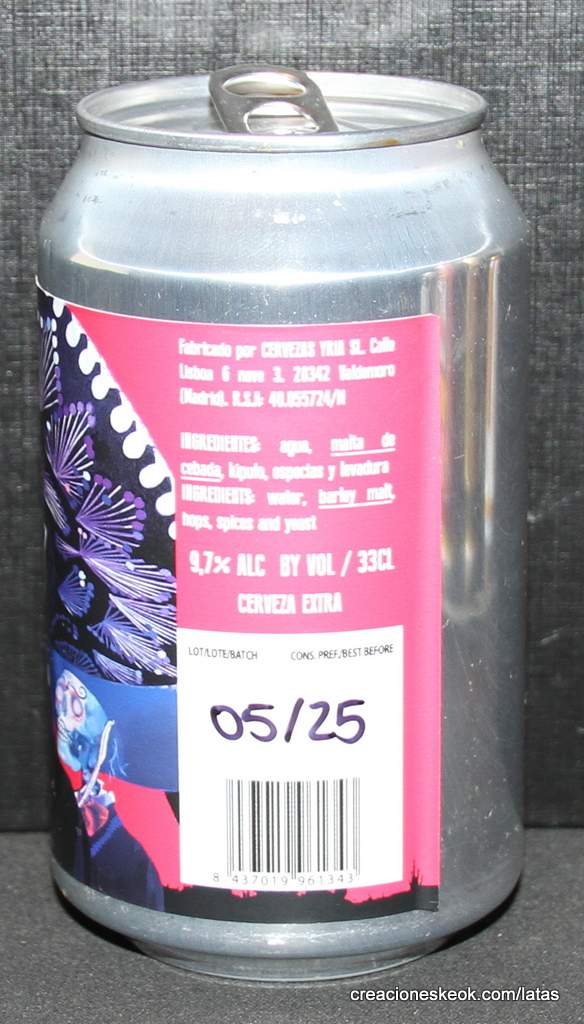 Fabricado por CERVEZAS YRIA SL. Calle
Lisboa 6 nave 3. 28342 Valdemoro
(Madrid). R.S.I: 40.055724/M
INGREDIENTES: agua, malta de
cebada, lúpulo, especias y levadura
INGREDIENTS: water, barley malt,
hops, spices and yeast
9,7% ALC BY VOL / 33CL
CERVEZA EXTRA
LOT/LOTE/BATCH CONS. PREF./BEST BEFORE
05/25
8 437019 961343
creacioneskeok.com/latas